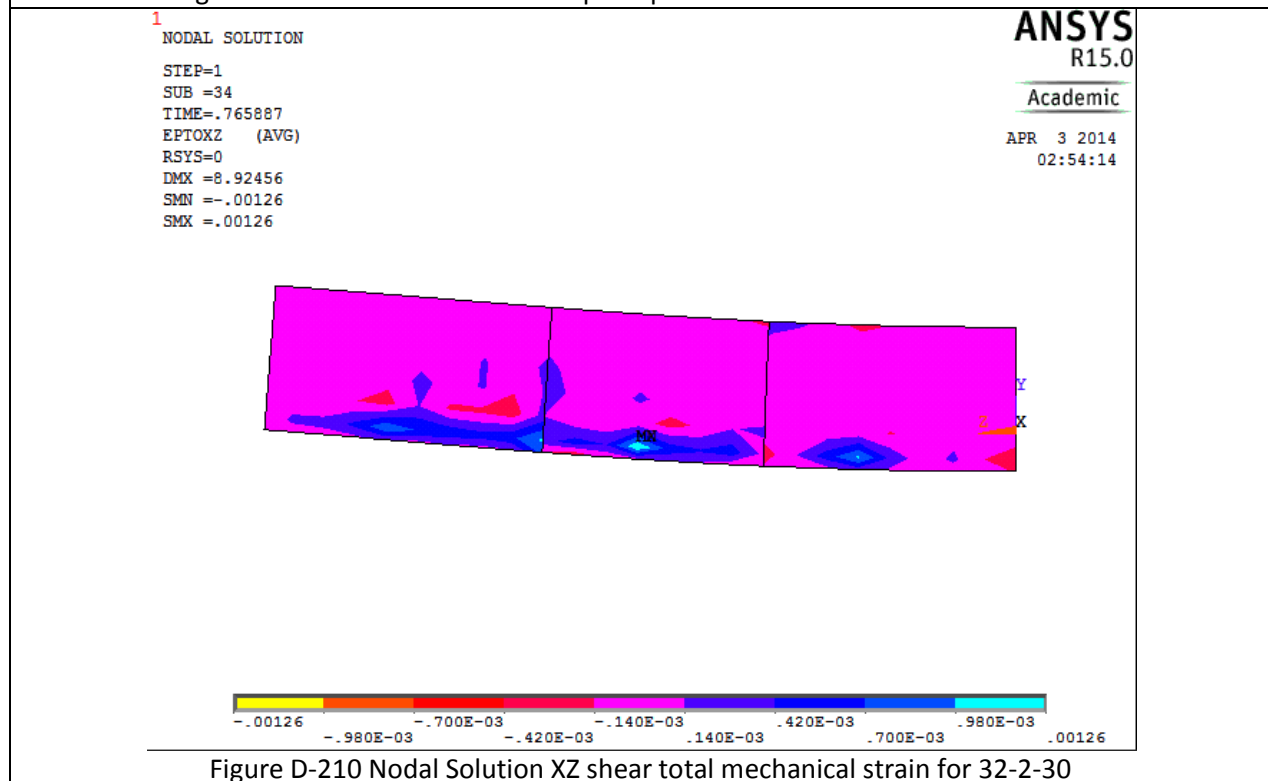 1
NODAL SOLUTION
STEP=1
SUB =34
TIME=.765887
EPTOXZ (AVG)
RSYS=0
DMX =8.92456
SMN =-.00126
SMX =.00126
ANSYS
R15.0
Academic
APR 3 2014
02:54:14
Y
Z X
MN
-.00126 -.700E-03 -.140E-03 .420E-03 .980E-03
-.980E-03 -.420E-03 .140E-03 .700E-03 .00126
Figure D-210 Nodal Solution XZ shear total mechanical strain for 32-2-30